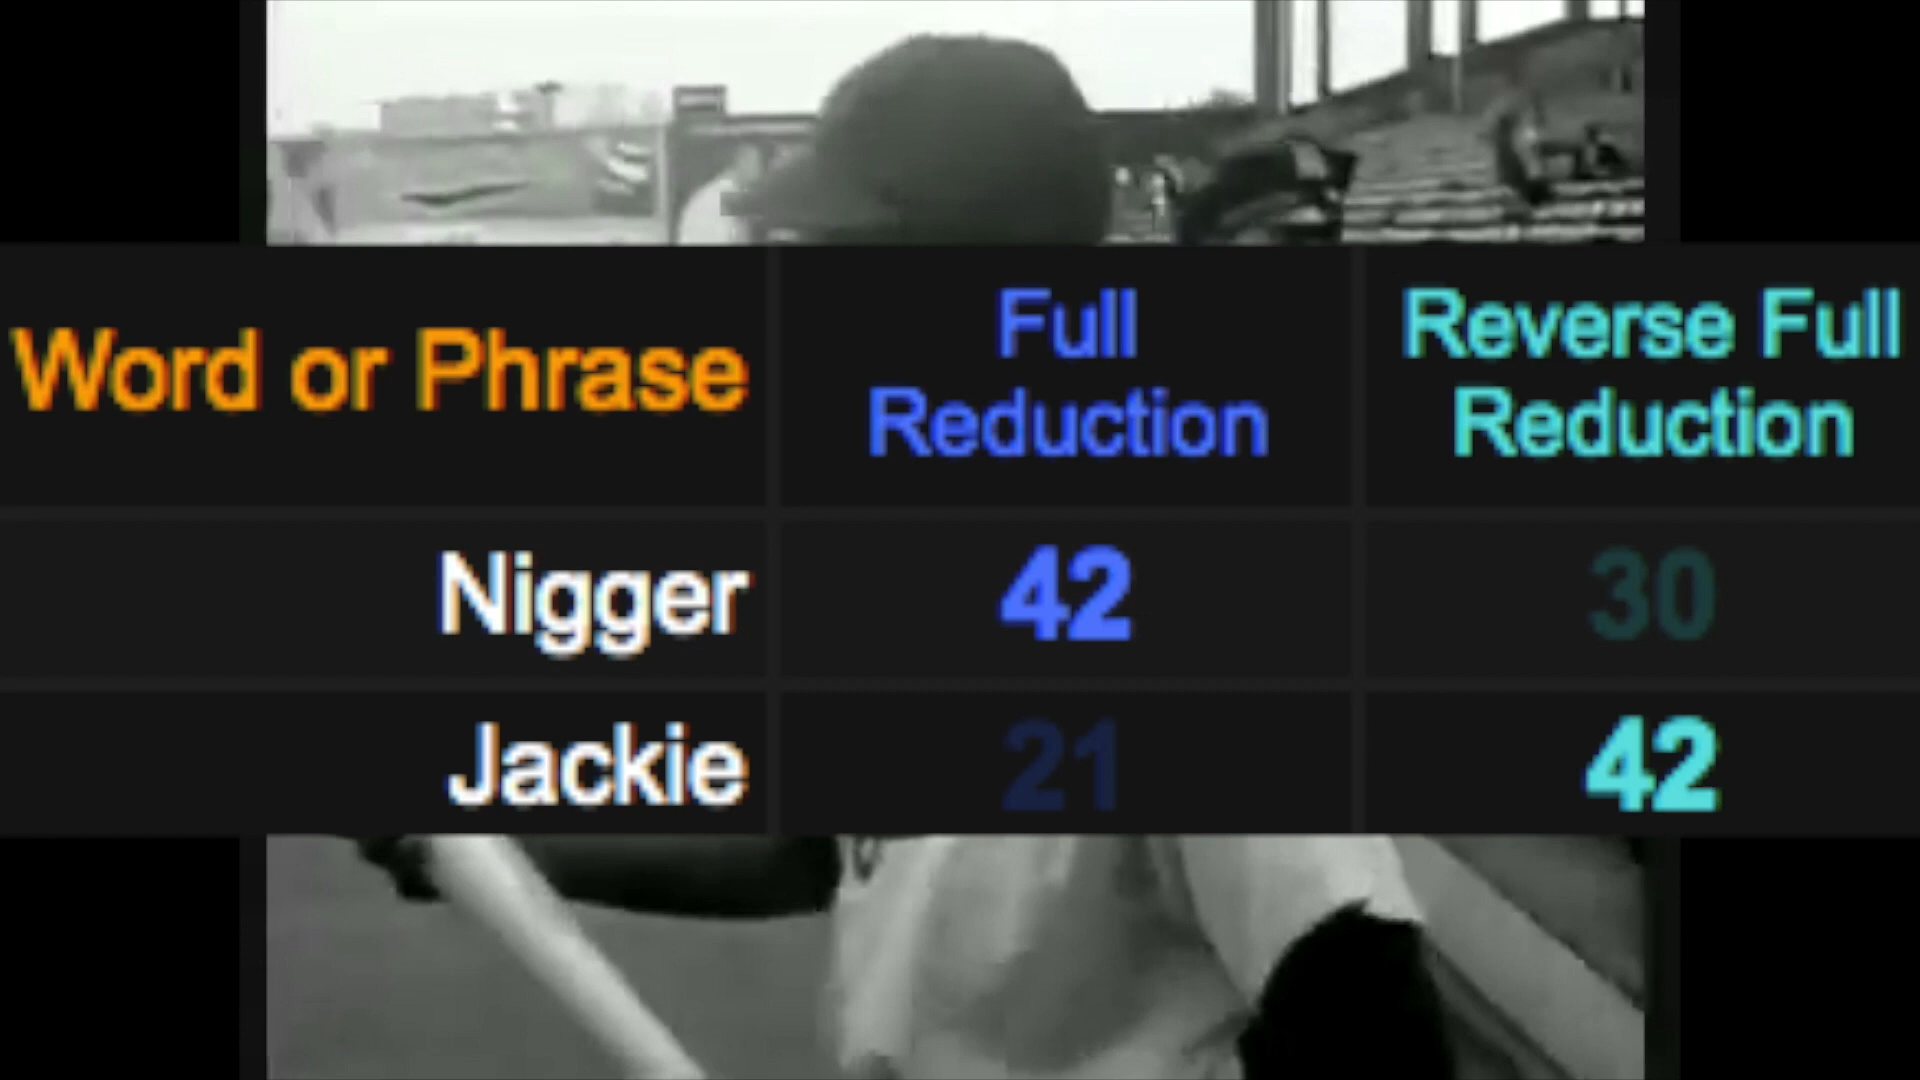 Word or Phrase Full Reduction Reverse Full Reduction
Nigger 42 30
Jackie 21 42